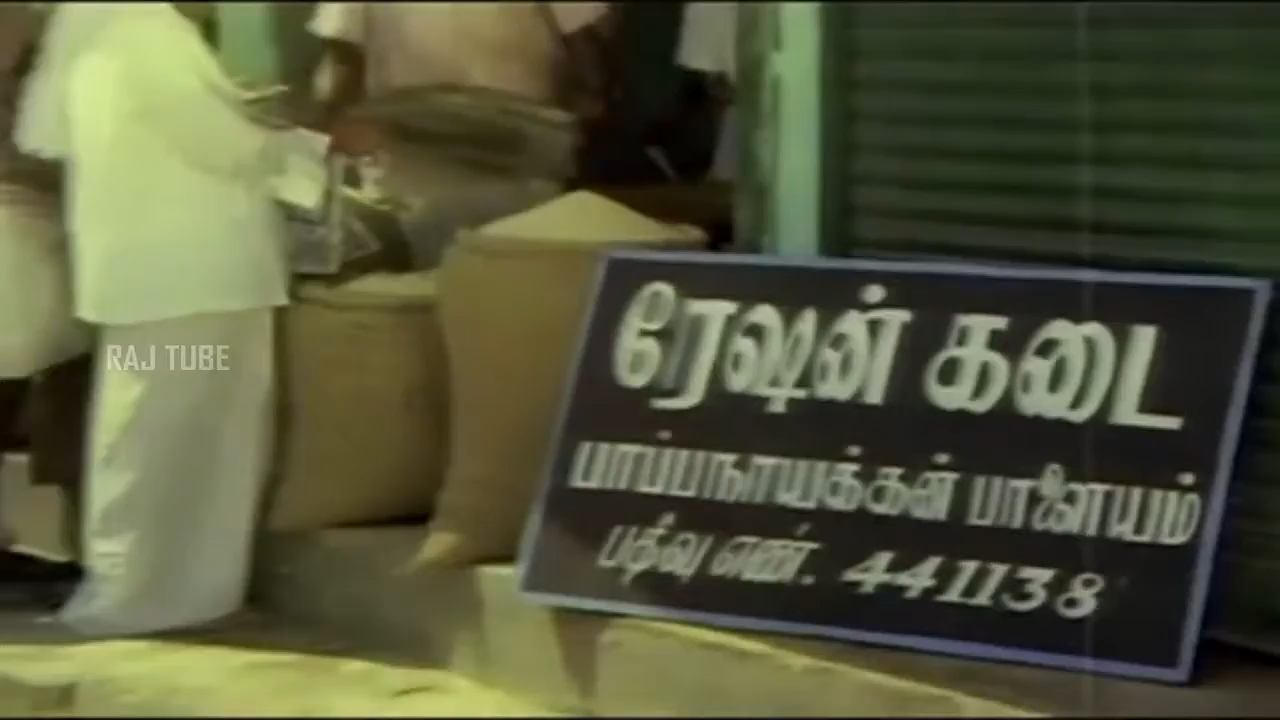 RAJ TUBE
ரேஷன் கடை
பாப்பநாயக்கன் பாளையம்
பதிவு எண். 441138